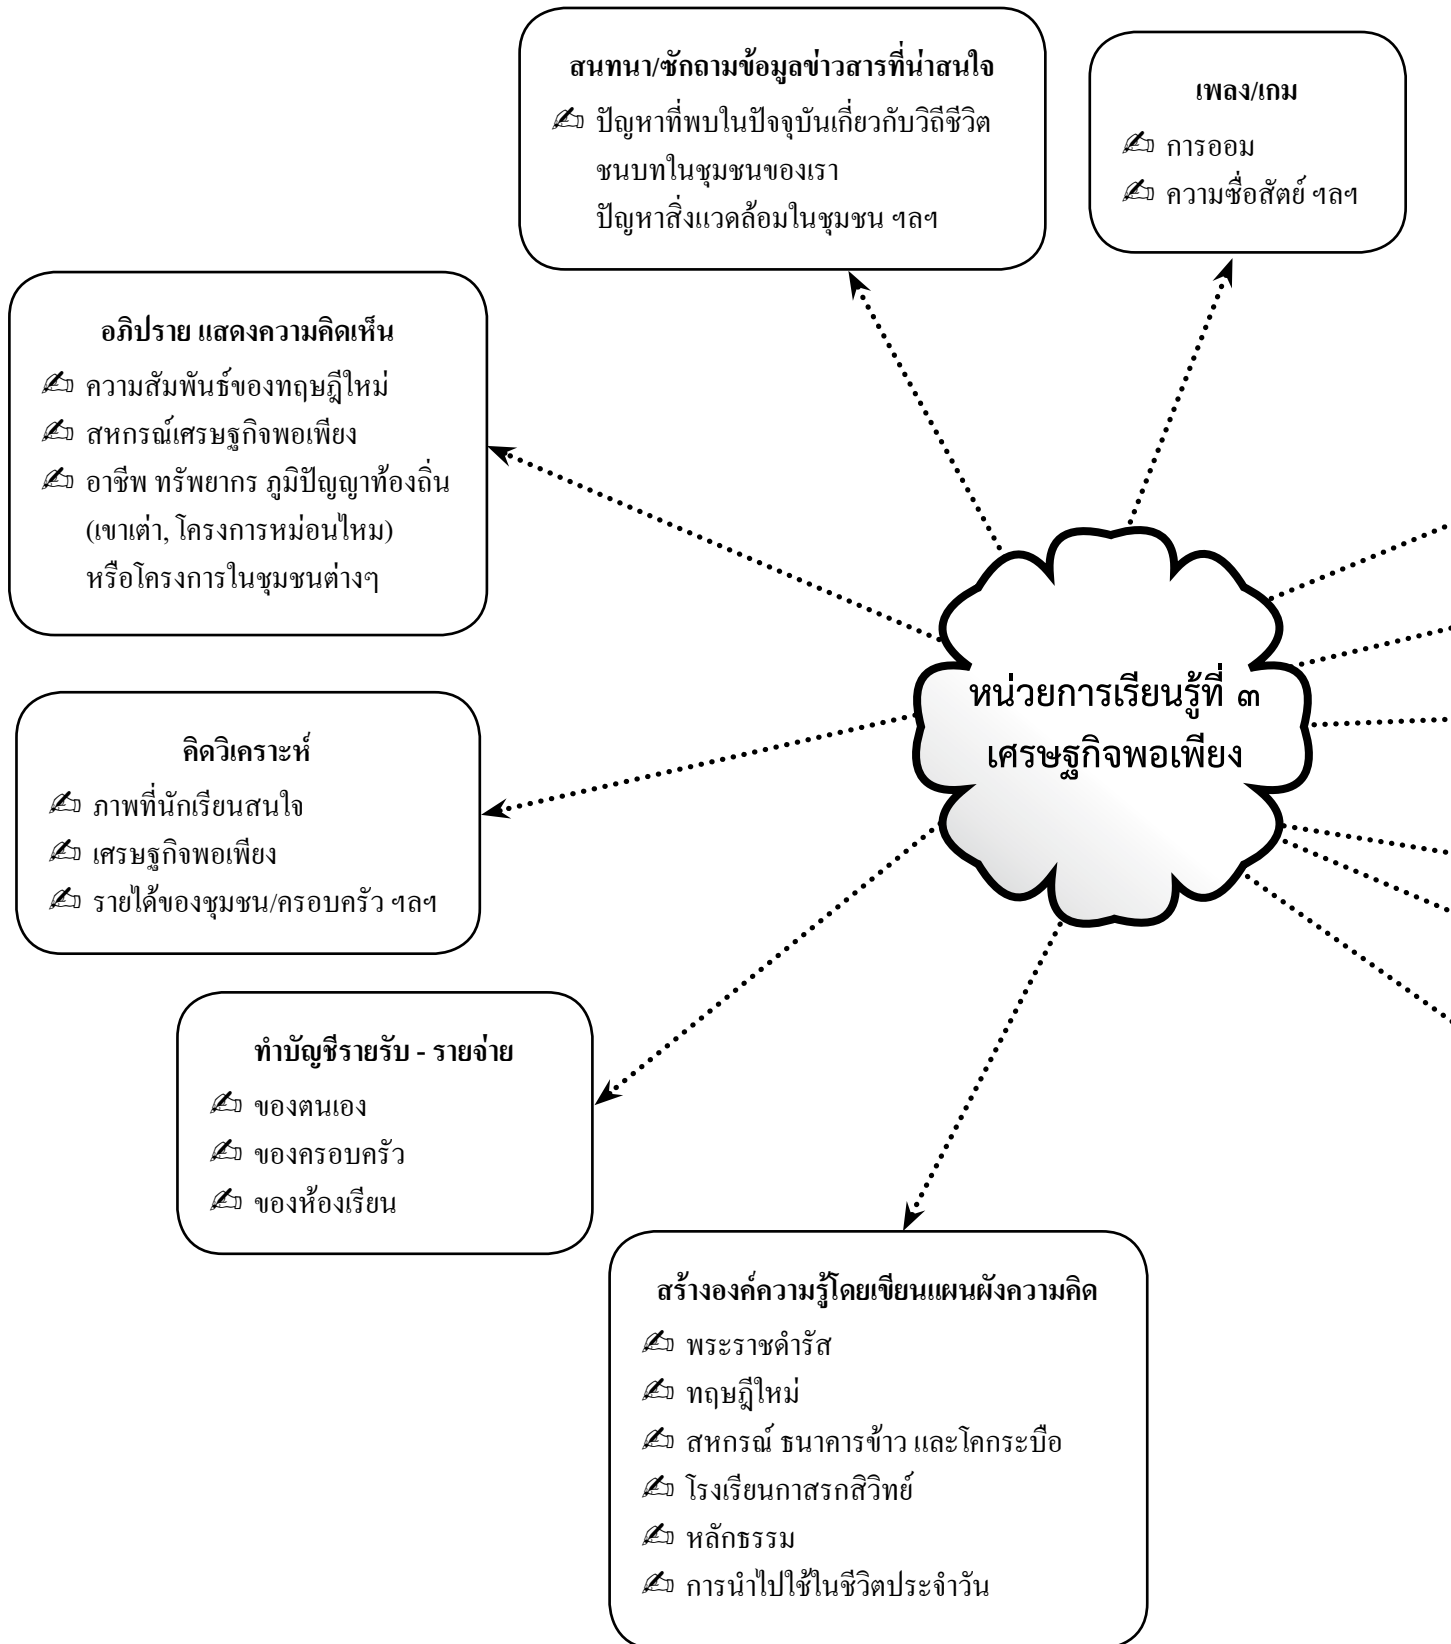 สนทนา/ซักถามข้อมูลข่าวสารที่น่าสนใจ
ปัญหาที่พบในปัจจุบันเกี่ยวกับวิถีชีวิต
ชนบทในชุมชนของเรา
ปัญหาสิ่งแวดล้อมในชุมชน ฯลฯ
เพลง/เกม
การออม
ความซื่อสัตย์ ฯลฯ
อภิปราย แสดงความคิดเห็น
ความสัมพันธ์ของทฤษฎีใหม่
สหกรณ์เศรษฐกิจพอเพียง
อาชีพ ทรัพยากร ภูมิปัญญาท้องถิ่น
(เขาเต่า, โครงการหม่อนไหม)
หรือโครงการในชุมชนต่างๆ
หน่วยการเรียนรู้ที่ ๓
เศรษฐกิจพอเพียง
คิดวิเคราะห์
ภาพที่นักเรียนสนใจ
เศรษฐกิจพอเพียง
รายได้ของชุมชน/ครอบครัว ฯลฯ
ทำบัญชีรายรับ - รายจ่าย
ของตนเอง
ของครอบครัว
ของห้องเรียน
สร้างองค์ความรู้โดยเขียนแผนผังความคิด
พระราชดำรัส
ทฤษฎีใหม่
สหกรณ์ ธนาคารข้าว และโคกระบือ
โรงเรียนกาสรกสิวิทย์
หลักธรรม
การนำไปใช้ในชีวิตประจำวัน